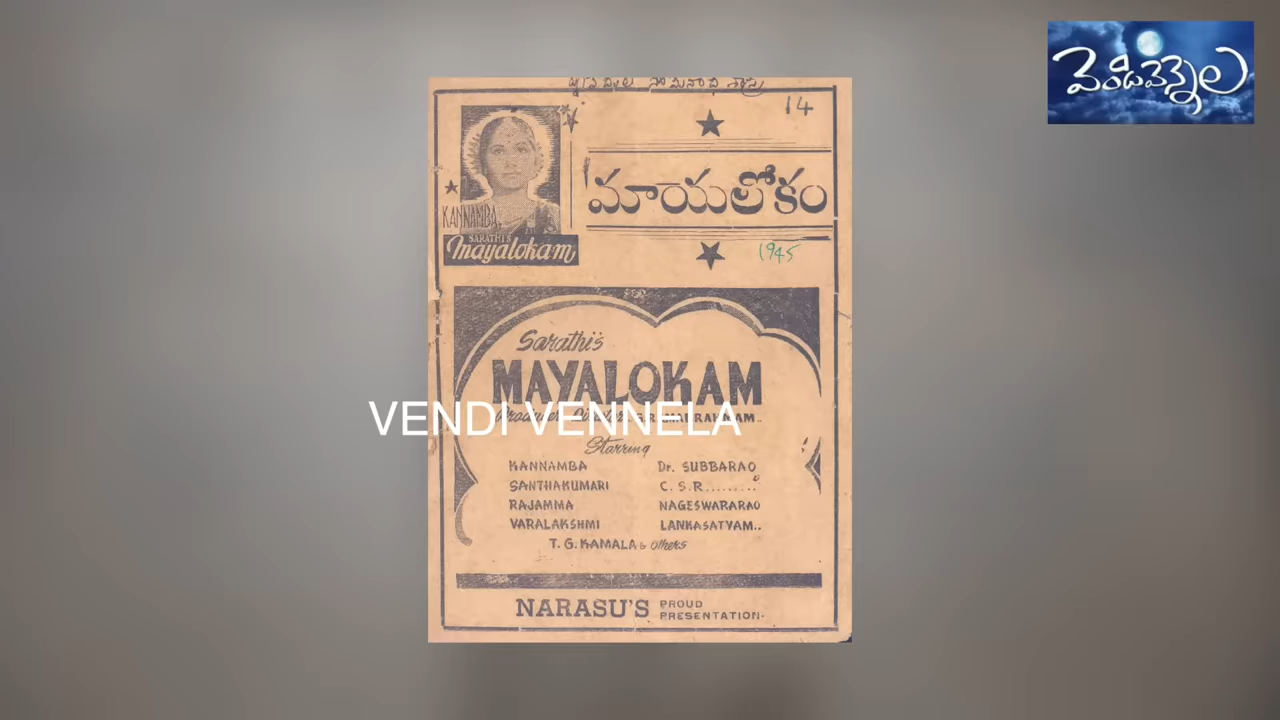 వెండివెన్నెల
14
మాయలోకం
1945
KANNAMBA
SARATHI'S
Mayalokam
Sarathi's
MAYALOKAM
VENDI VENNELA
Starring
KANNAMBA Dr. SUBBARAO
SANTHAKUMARI C. S. R.........
RAJAMMA NAGESWARARAO
VARALAKSHMI LANKASATYAM..
T. G. KAMALA & Others
NARASU'S PROUD PRESENTATION.